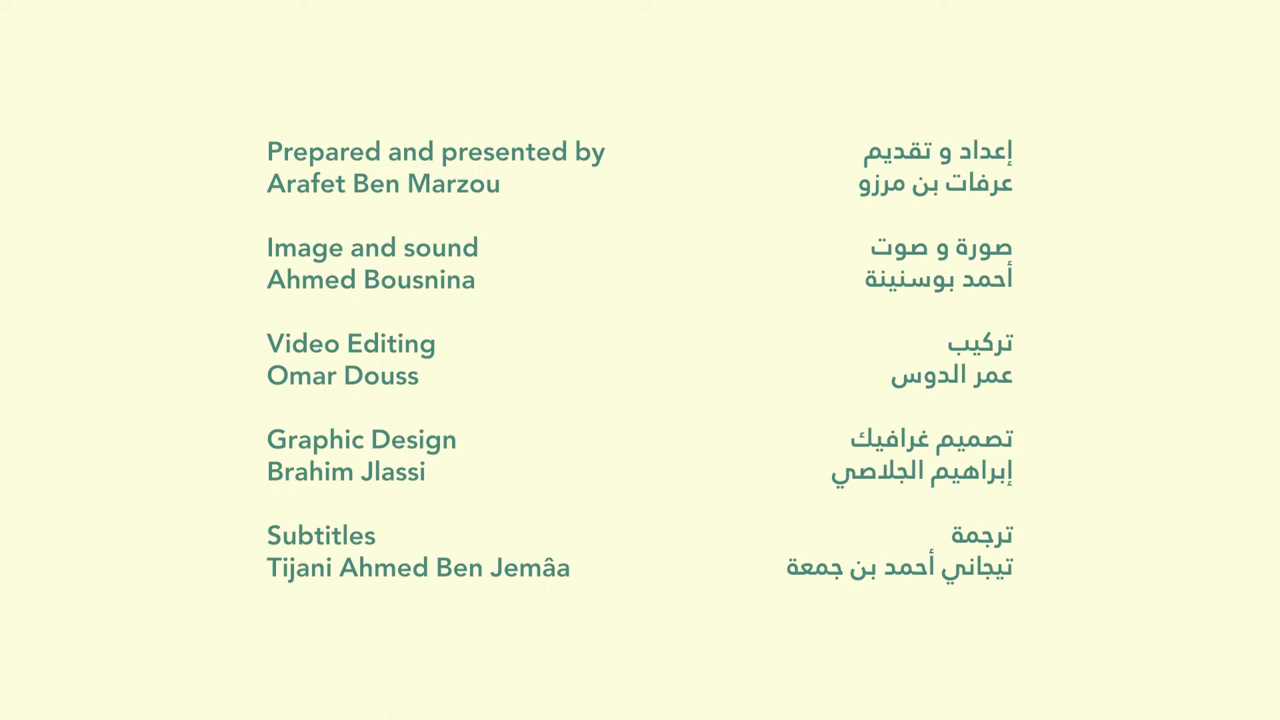 Prepared and presented by
Arafet Ben Marzou
Image and sound
Ahmed Bousnina
Video Editing
Omar Douss
Graphic Design
Brahim Jlassi
Subtitles
Tijani Ahmed Ben Jemâa
إعداد و تقديم
عرفات بن مرزو
صورة و صوت
أحمد بوسنينة
تركيب
عمر الدوس
تصميم غرافيك
إبراهيم الجلاصي
ترجمة
تيجاني أحمد بن جمعة